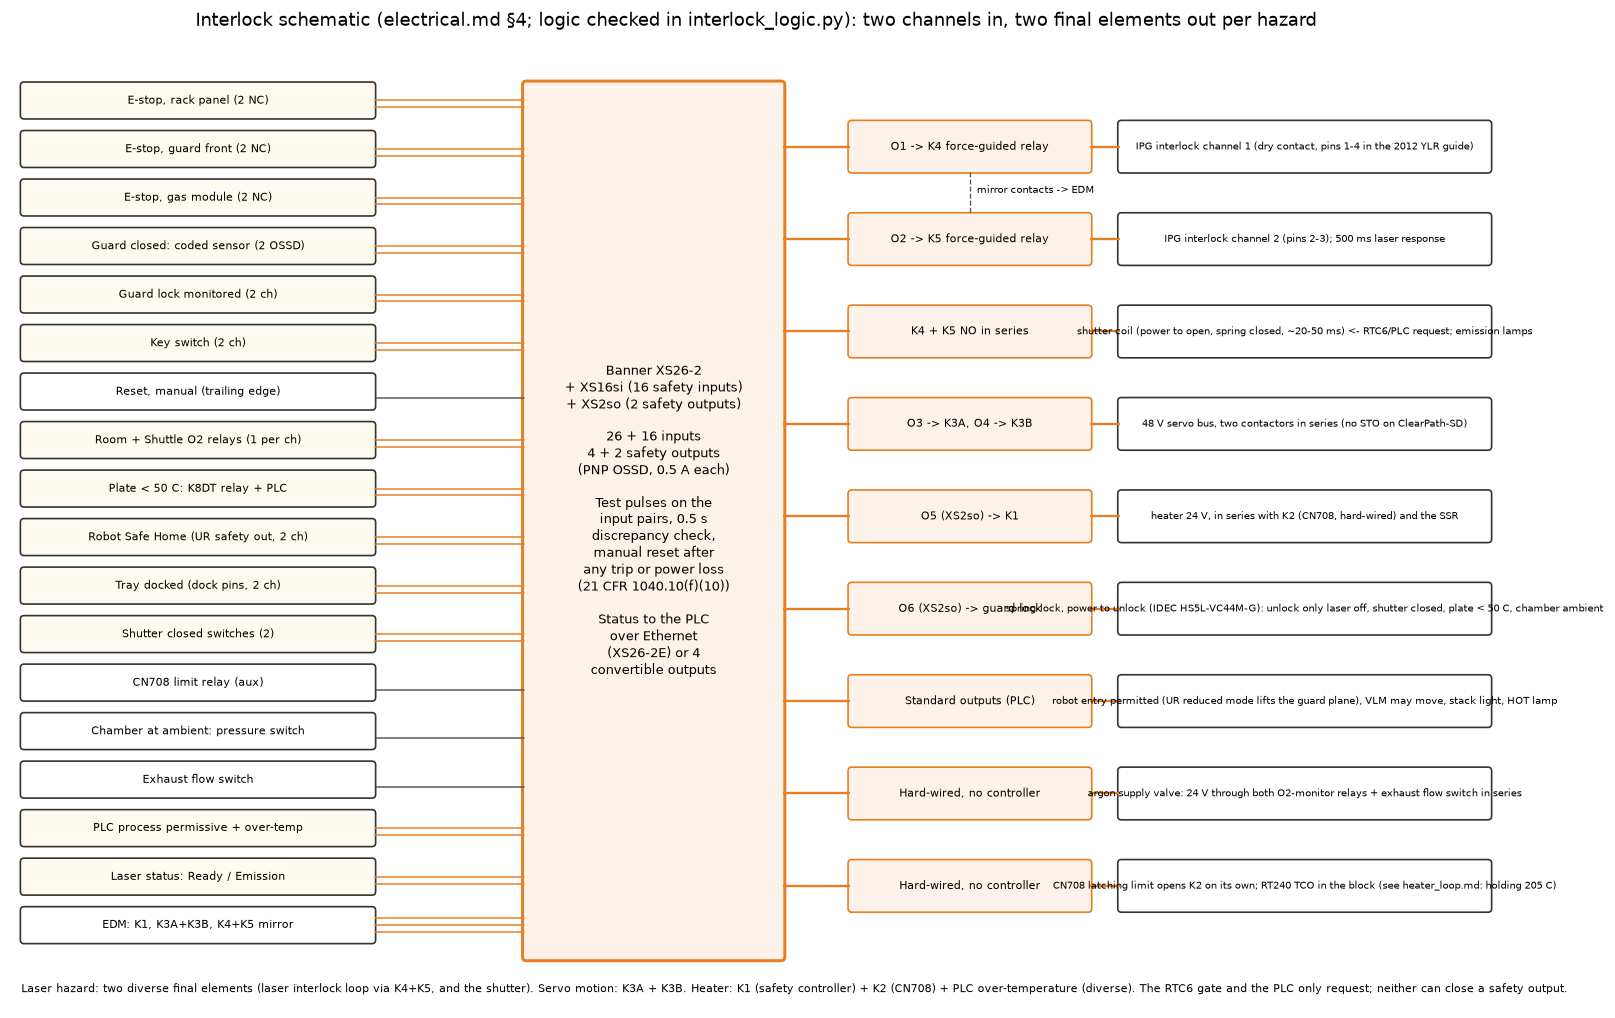 Interlock schematic (electrical.md §4; logic checked in interlock_logic.py): two channels in, two final elements out per hazard
E-stop, rack panel (2 NC)
E-stop, guard front (2 NC)
E-stop, gas module (2 NC)
Guard closed: coded sensor (2 OSSD)
Guard lock monitored (2 ch)
Key switch (2 ch)
Reset, manual (trailing edge)
Room + Shuttle O2 relays (1 per ch)
Plate < 50 C: K8DT relay + PLC
Robot Safe Home (UR safety out, 2 ch)
Tray docked (dock pins, 2 ch)
Shutter closed switches (2)
CN708 limit relay (aux)
Chamber at ambient: pressure switch
Exhaust flow switch
PLC process permissive + over-temp
Laser status: Ready / Emission
EDM: K1, K3A+K3B, K4+K5 mirror
Banner XS26-2
+ XS16si (16 safety inputs)
+ XS2so (2 safety outputs)
26 + 16 inputs
4 + 2 safety outputs
(PNP OSSD, 0.5 A each)
Test pulses on the
input pairs, 0.5 s
discrepancy check,
manual reset after
any trip or power loss
(21 CFR 1040.10(f)(10))
Status to the PLC
over Ethernet
(XS26-2E) or 4
convertible outputs
O1 -> K4 force-guided relay
IPG interlock channel 1 (dry contact, pins 1-4 in the 2012 YLR guide)
mirror contacts -> EDM
O2 -> K5 force-guided relay
IPG interlock channel 2 (pins 2-3); 500 ms laser response
K4 + K5 NO in series
shutter coil (power to open, spring closed, ~20-50 ms) <- RTC6/PLC request; emission lamps
O3 -> K3A, O4 -> K3B
48 V servo bus, two contactors in series (no STO on ClearPath-SD)
O5 (XS2so) -> K1
heater 24 V, in series with K2 (CN708, hard-wired) and the SSR
O6 (XS2so) -> guard lock
spring lock, power to unlock (IDEC HS5L-VC44M-G): unlock only laser off, shutter closed, plate < 50 C, chamber ambient
Standard outputs (PLC)
robot entry permitted (UR reduced mode lifts the guard plane), VLM may move, stack light, HOT lamp
Hard-wired, no controller
argon supply valve: 24 V through both O2-monitor relays + exhaust flow switch in series
Hard-wired, no controller
CN708 latching limit opens K2 on its own; RT240 TCO in the block (see heater_loop.md: holding 205 C)
Laser hazard: two diverse final elements (laser interlock loop via K4+K5, and the shutter). Servo motion: K3A + K3B. Heater: K1 (safety controller) + K2 (CN708) + PLC over-temperature (diverse). The RTC6 gate and the PLC only request; neither can close a safety output.